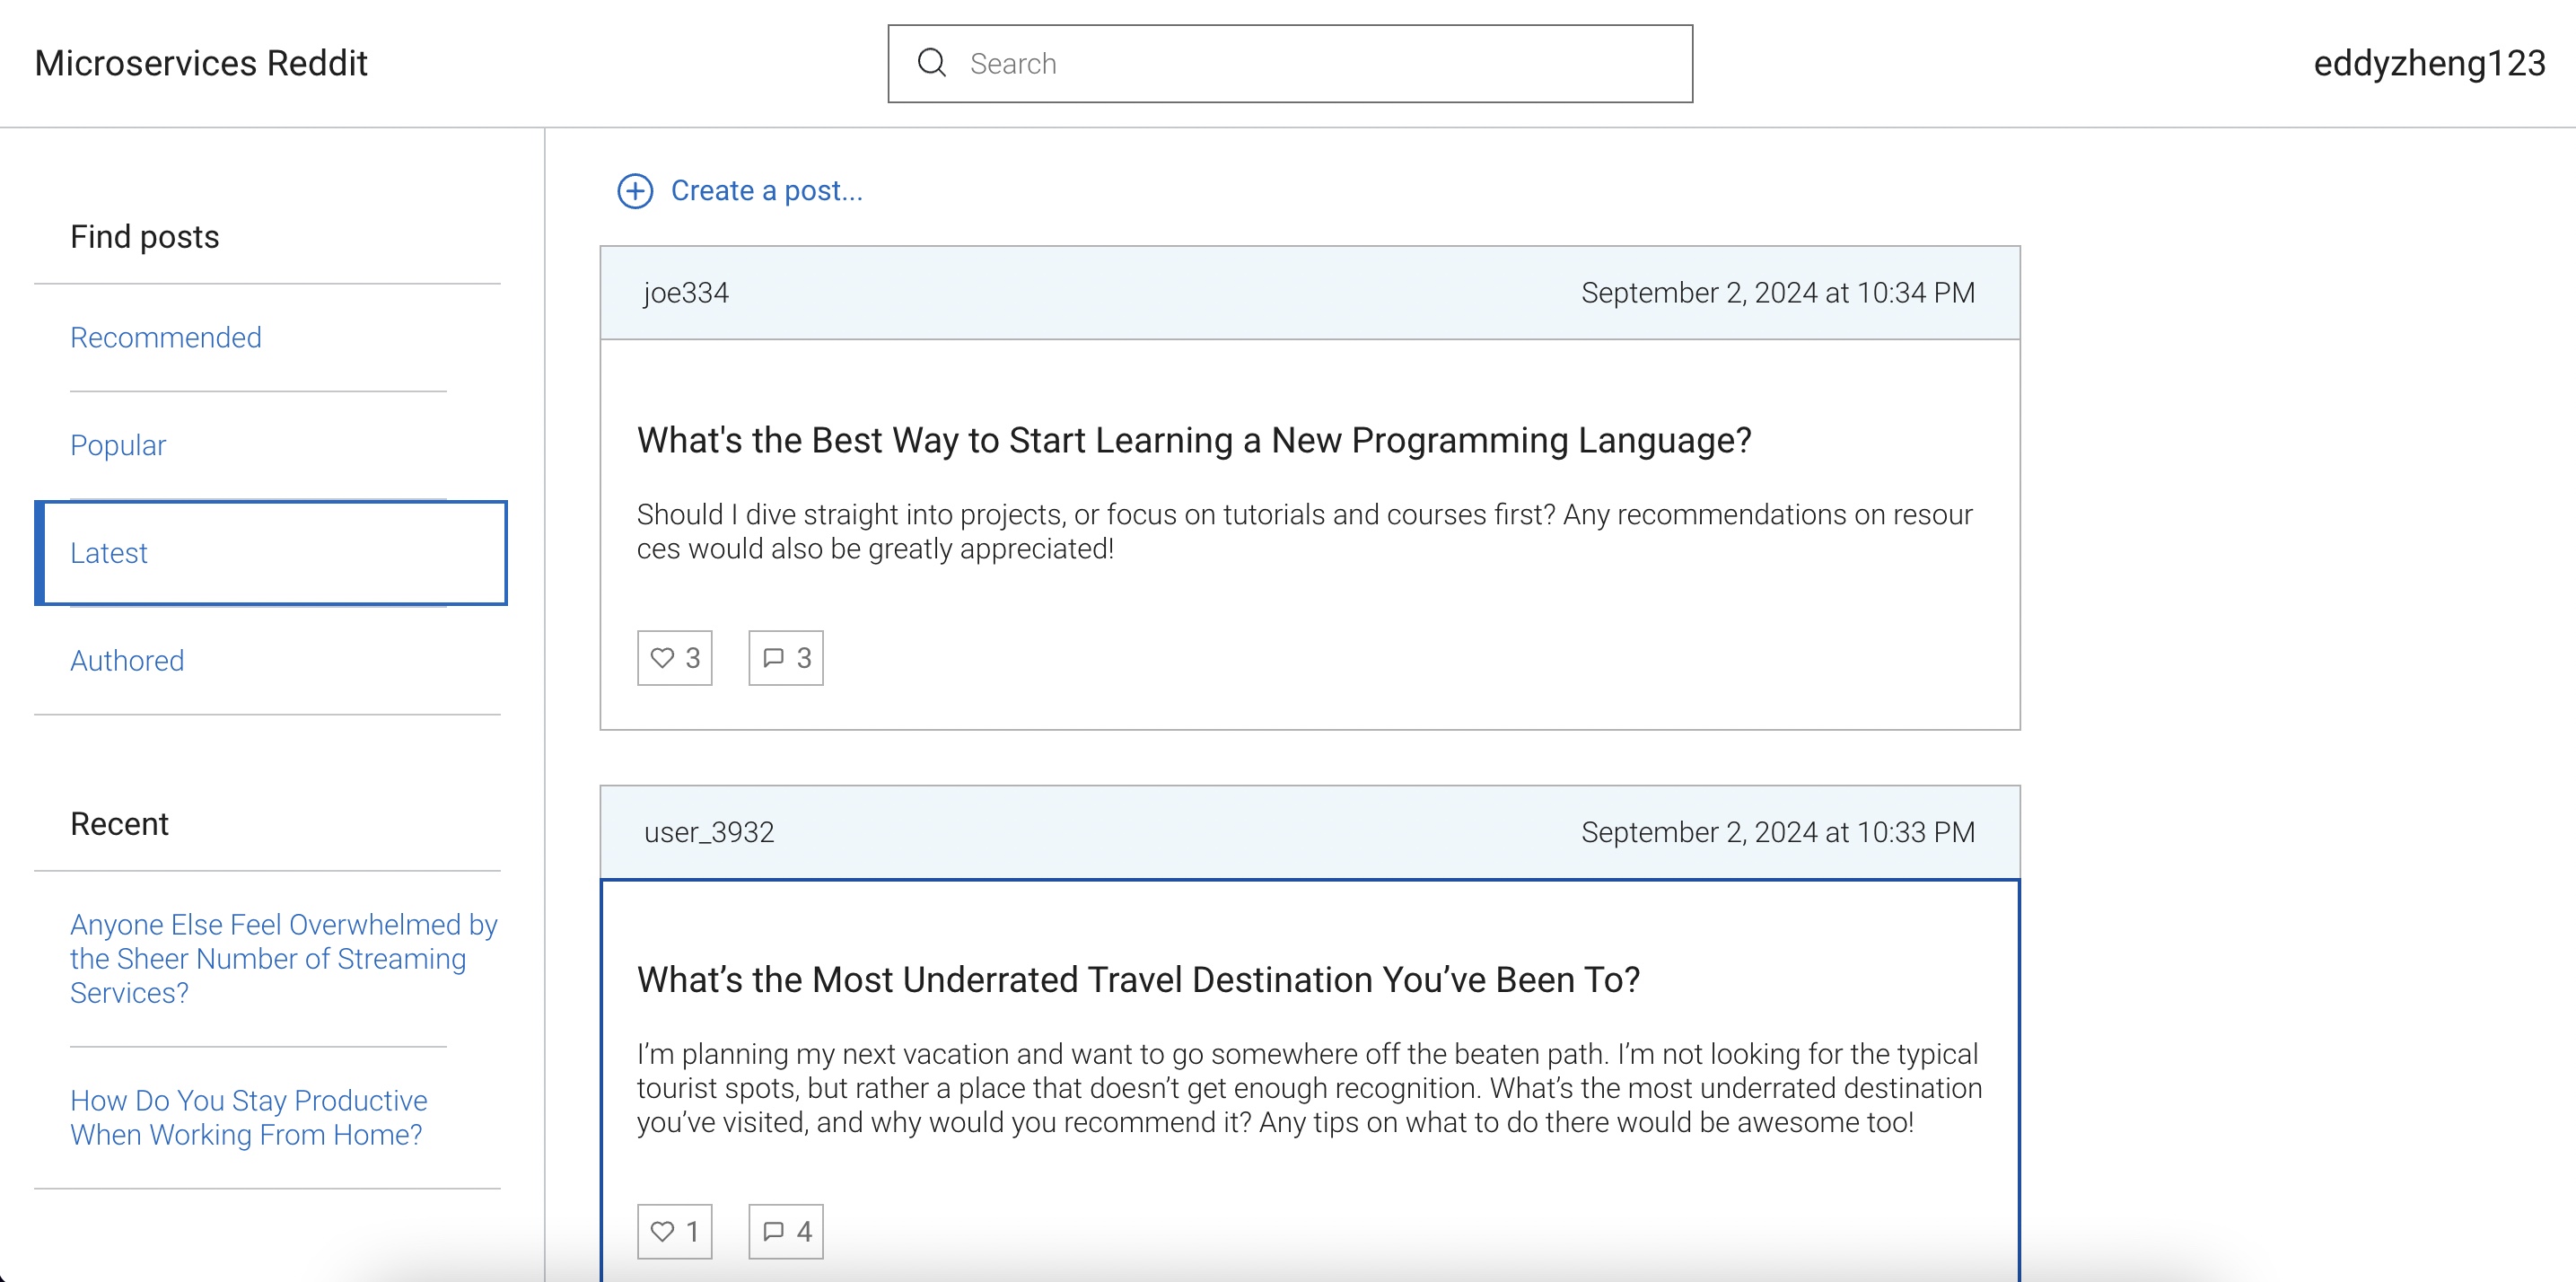 Microservices Reddit
Search
eddyzheng123
Find posts
Recommended
Popular
Latest
Authored
Recent
Anyone Else Feel Overwhelmed by
the Sheer Number of Streaming
Services?
How Do You Stay Productive
When Working From Home?
Create a post...
joe334
September 2, 2024 at 10:34 PM
What's the Best Way to Start Learning a New Programming Language?
Should I dive straight into projects, or focus on tutorials and courses first? Any recommendations on resour
ces would also be greatly appreciated!
3
3
user_3932
September 2, 2024 at 10:33 PM
What’s the Most Underrated Travel Destination You’ve Been To?
I’m planning my next vacation and want to go somewhere off the beaten path. I’m not looking for the typical
tourist spots, but rather a place that doesn’t get enough recognition. What’s the most underrated destination
you’ve visited, and why would you recommend it? Any tips on what to do there would be awesome too!
1
4